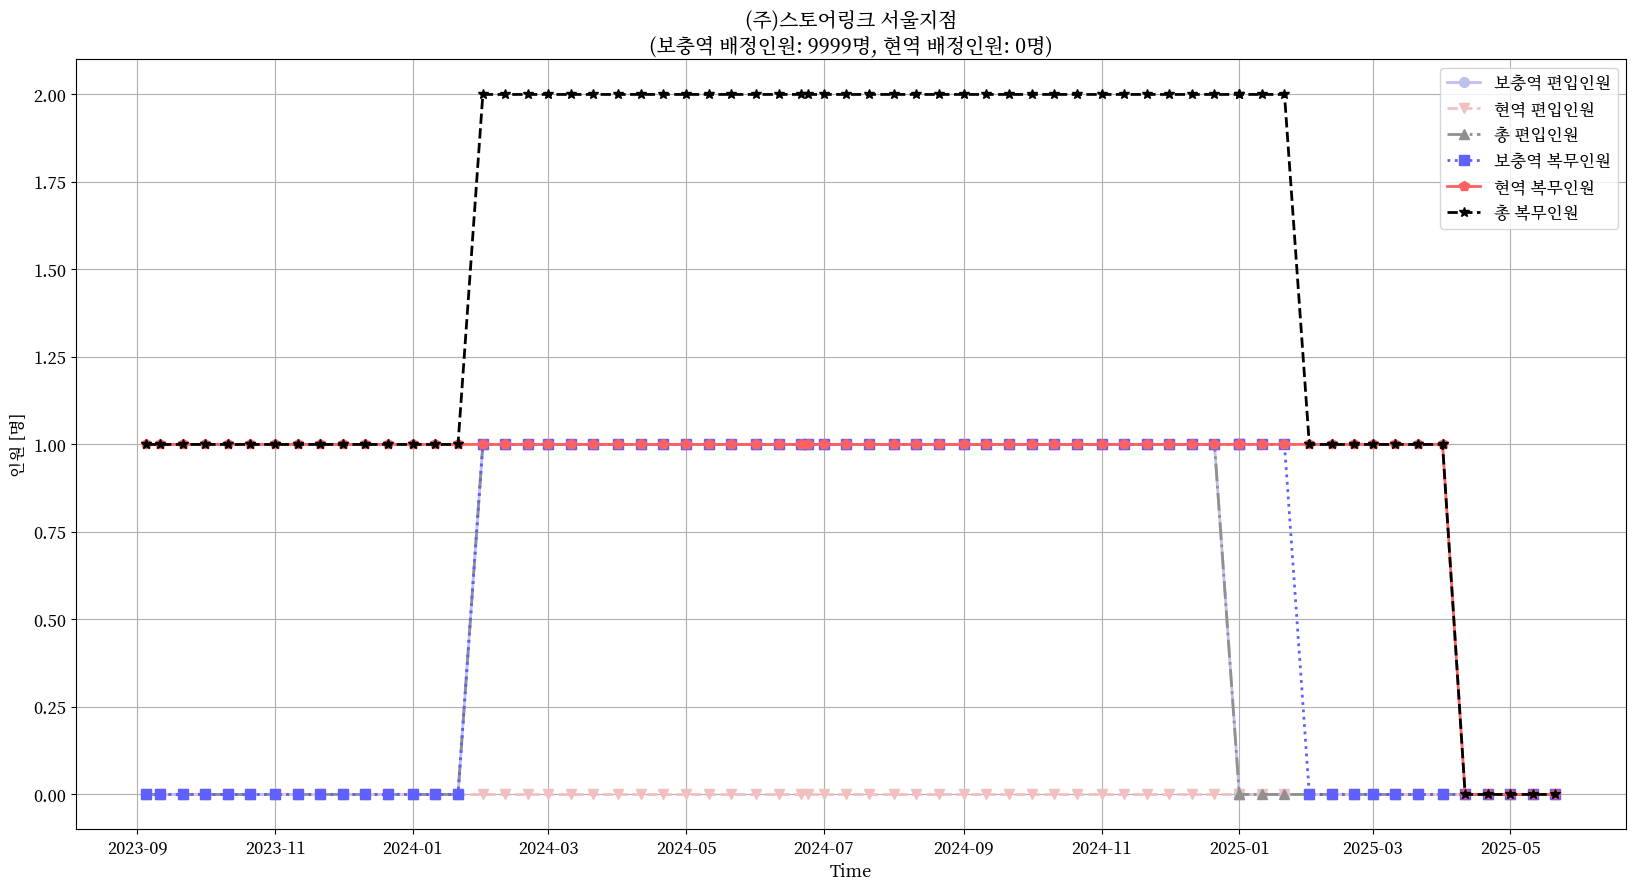 (주)스토어링크 서울지점
(보충역 배정인원: 9999명, 현역 배정인원: 0명)
보충역 편입인원
현역 편입인원
총 편입인원
보충역 복무인원
현역 복무인원
총 복무인원
인원 [명]
2.00
1.75
1.50
1.25
1.00
0.75
0.50
0.25
0.00
2023-09 2023-11 2024-01 2024-03 2024-05 2024-07 2024-09 2024-11 2025-01 2025-03 2025-05
Time